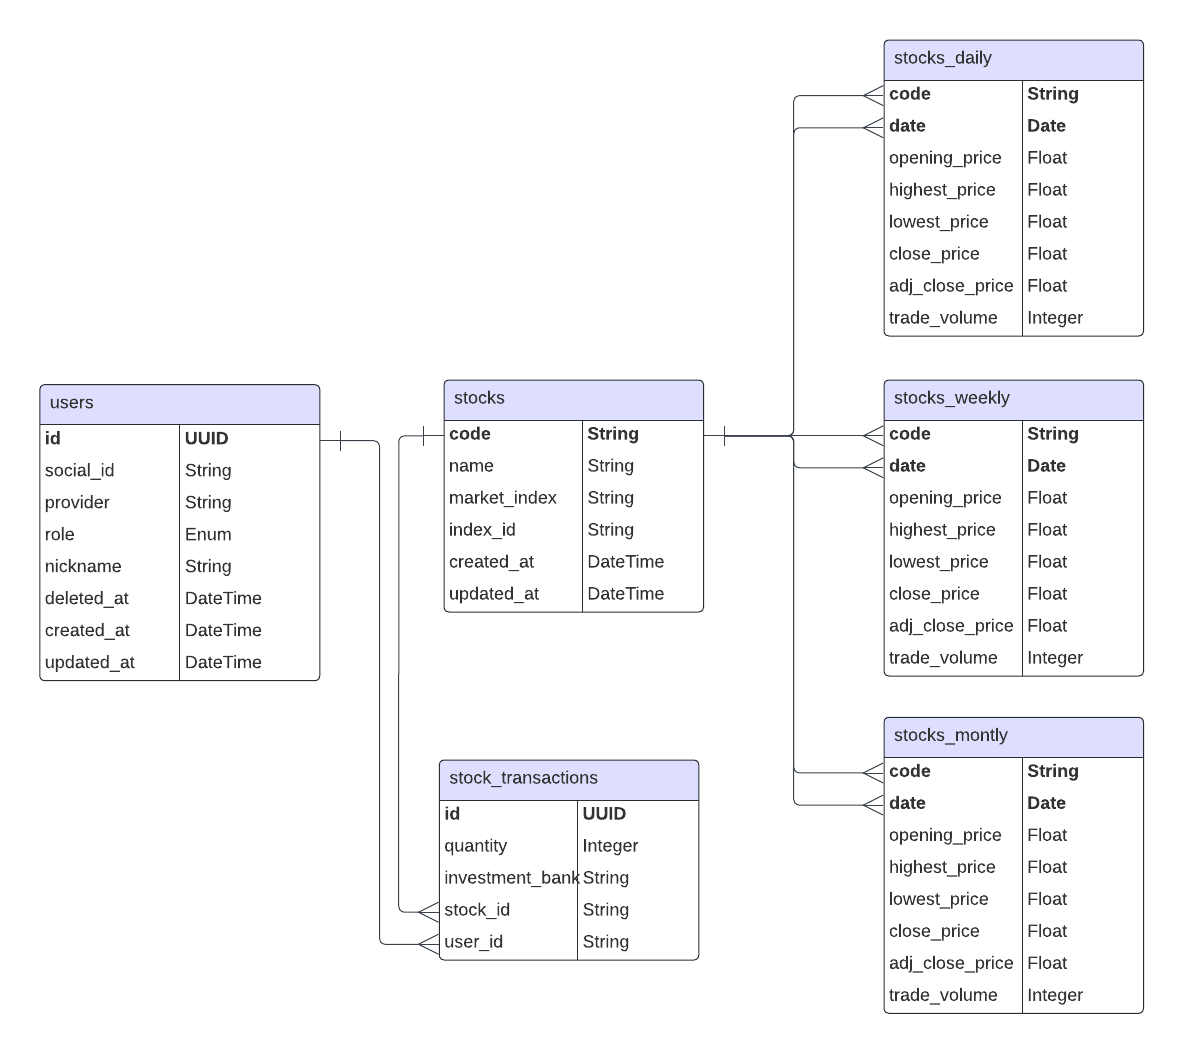 stocks_daily
code String
date Date
opening_price Float
highest_price Float
lowest_price Float
close_price Float
adj_close_price Float
trade_volume Integer
users
id UUID
social_id String
provider String
role Enum
nickname String
deleted_at DateTime
created_at DateTime
updated_at DateTime
stocks
code String
name String
market_index String
index_id String
created_at DateTime
updated_at DateTime
stocks_weekly
code String
date Date
opening_price Float
highest_price Float
lowest_price Float
close_price Float
adj_close_price Float
trade_volume Integer
stock_transactions
id UUID
quantity Integer
investment_bank String
stock_id String
user_id String
stocks_montly
code String
date Date
opening_price Float
highest_price Float
lowest_price Float
close_price Float
adj_close_price Float
trade_volume Integer